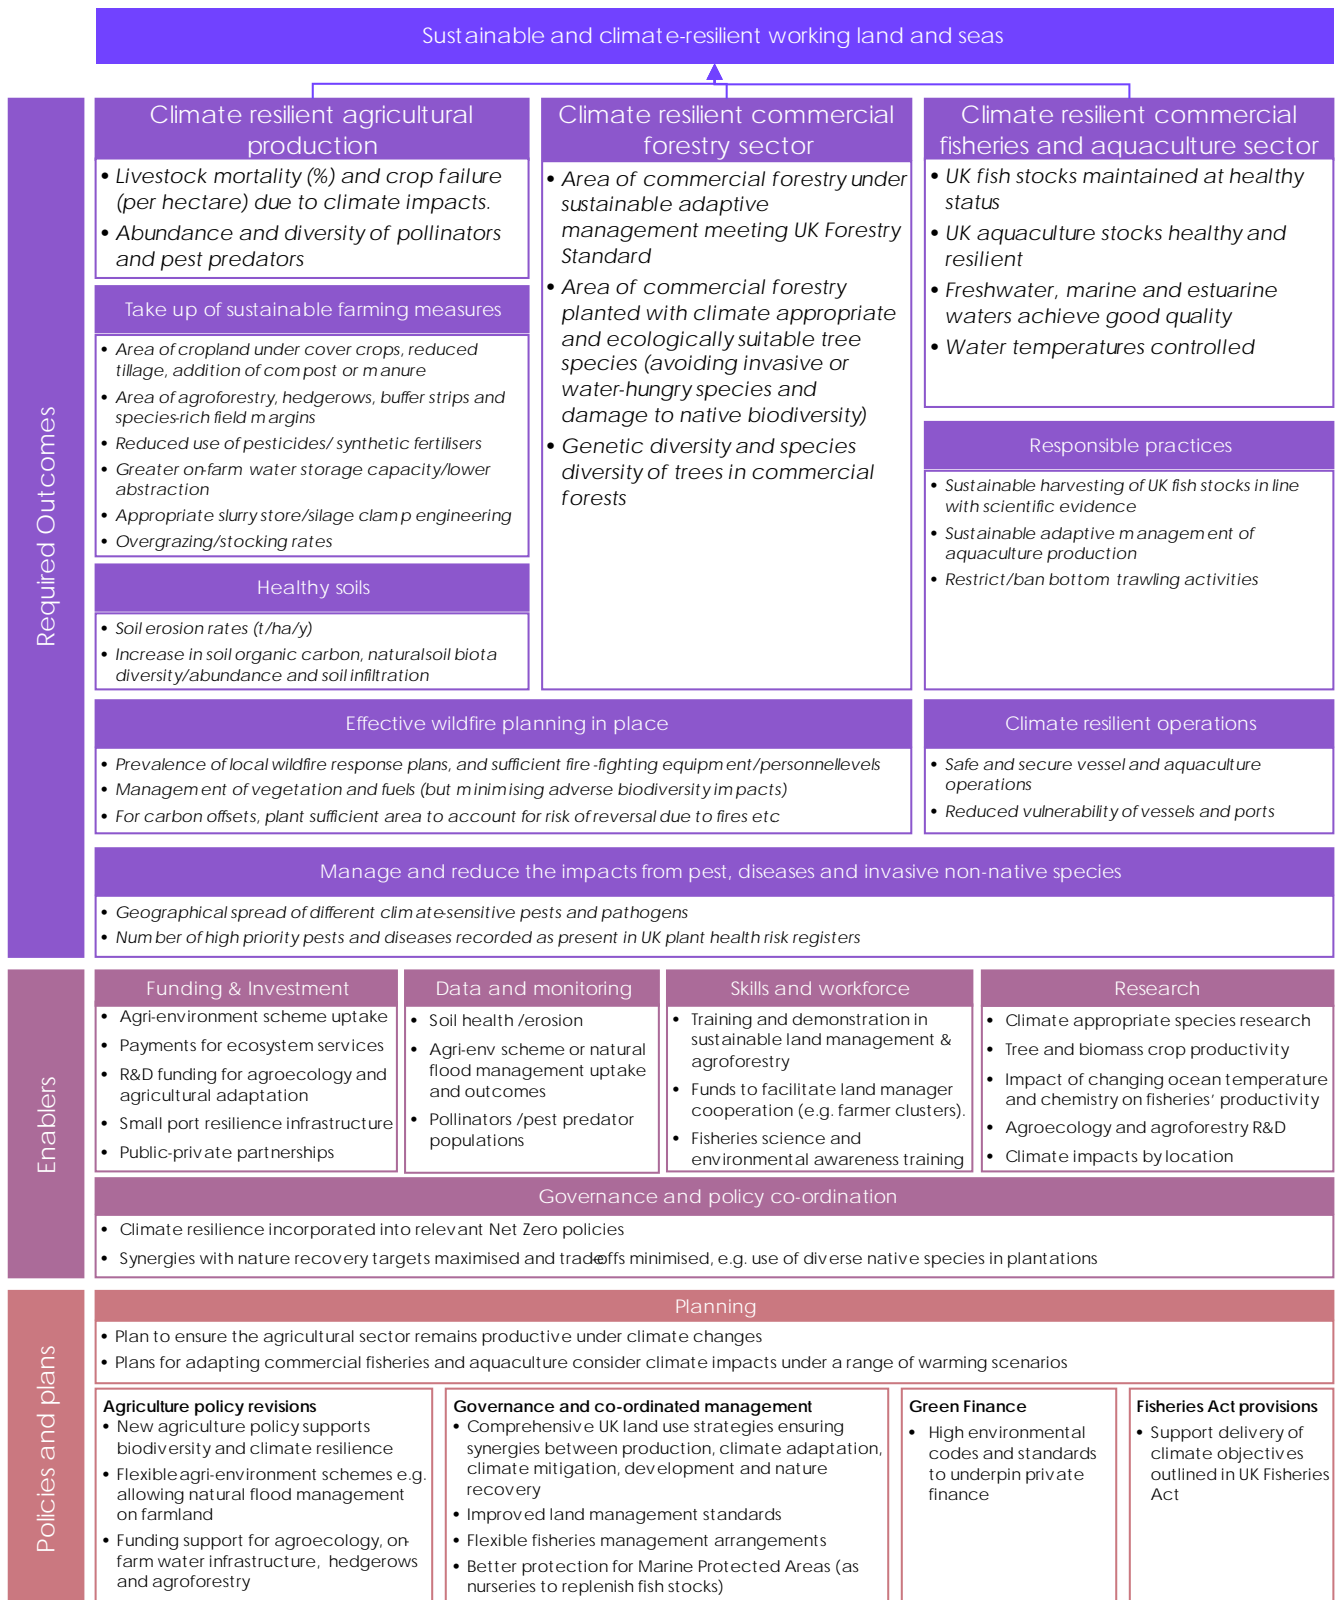 Sustainable and climate-resilient working land and seas
Required Outcomes
Climate resilient agricultural
production
• Livestock mortality (%) and crop failure
(per hectare) due to climate impacts.
• Abundance and diversity of pollinators
and pest predators
Take up of sustainable farming measures
• Area of cropland under cover crops, reduced
tillage, addition of compost or manure
• Area of agroforestry, hedgerows, buffer strips and
species-rich field margins
• Reduced use of pesticides/ synthetic fertilisers
• Greater on-farm water storage capacity/lower
abstraction
• Appropriate slurry store/silage clamp engineering
• Overgrazing/stocking rates
Healthy soils
• Soil erosion rates (t/ha/y)
• Increase in soil organic carbon, natural soil biota
diversity/abundance and soil infiltration
Climate resilient commercial
forestry sector
• Area of commercial forestry under
sustainable adaptive
management meeting UK Forestry
Standard
• Area of commercial forestry
planted with climate appropriate
and ecologically suitable tree
species (avoiding invasive or
water-hungry species and
damage to native biodiversity)
• Genetic diversity and species
diversity of trees in commercial
forests
Climate resilient commercial
fisheries and aquaculture sector
• UK fish stocks maintained at healthy
status
• UK aquaculture stocks healthy and
resilient
• Freshwater, marine and estuarine
waters achieve good quality
• Water temperatures controlled
Responsible practices
• Sustainable harvesting of UK fish stocks in line
with scientific evidence
• Sustainable adaptive management of
aquaculture production
• Restrict/ban bottom trawling activities
Effective wildfire planning in place
• Prevalence of local wildfire response plans, and sufficient fire-fighting equipment/personnel levels
• Management of vegetation and fuels (but minimising adverse biodiversity impacts)
• For carbon offsets, plant sufficient area to account for risk of reversal due to fires etc
Climate resilient operations
• Safe and secure vessel and aquaculture
operations
• Reduced vulnerability of vessels and ports
Manage and reduce the impacts from pest, diseases and invasive non-native species
• Geographical spread of different climate-sensitive pests and pathogens
• Number of high priority pests and diseases recorded as present in UK plant health risk registers
Enablers
Funding & Investment
• Agri-environment scheme uptake
• Payments for ecosystem services
• R&D funding for agroecology and
agricultural adaptation
• Small port resilience infrastructure
• Public-private partnerships
Data and monitoring
• Soil health /erosion
• Agri-env scheme or natural
flood management uptake
and outcomes
• Pollinators /pest predator
populations
Skills and workforce
• Training and demonstration in
sustainable land management &
agroforestry
• Funds to facilitate land manager
cooperation (e.g. farmer clusters).
• Fisheries science and
environmental awareness training
Research
• Climate appropriate species research
• Tree and biomass crop productivity
• Impact of changing ocean temperature
and chemistry on fisheries' productivity
• Agroecology and agroforestry R&D
• Climate impacts by location
Governance and policy co-ordination
• Climate resilience incorporated into relevant Net Zero policies
• Synergies with nature recovery targets maximised and trade-offs minimised, e.g. use of diverse native species in plantations
Policies and plans
Planning
• Plan to ensure the agricultural sector remains productive under climate changes
• Plans for adapting commercial fisheries and aquaculture consider climate impacts under a range of warming scenarios
Agriculture policy revisions
• New agriculture policy supports
biodiversity and climate resilience
• Flexible agri-environment schemes e.g.
allowing natural flood management
on farmland
• Funding support for agroecology, on-
farm water infrastructure, hedgerows
and agroforestry
Governance and co-ordinated management
• Comprehensive UK land use strategies ensuring
synergies between production, climate adaptation,
climate mitigation, development and nature
recovery
• Improved land management standards
• Flexible fisheries management arrangements
• Better protection for Marine Protected Areas (as
nurseries to replenish fish stocks)
Green Finance
• High environmental
codes and standards
to underpin private
finance
Fisheries Act provisions
• Support delivery of
climate objectives
outlined in UK Fisheries
Act